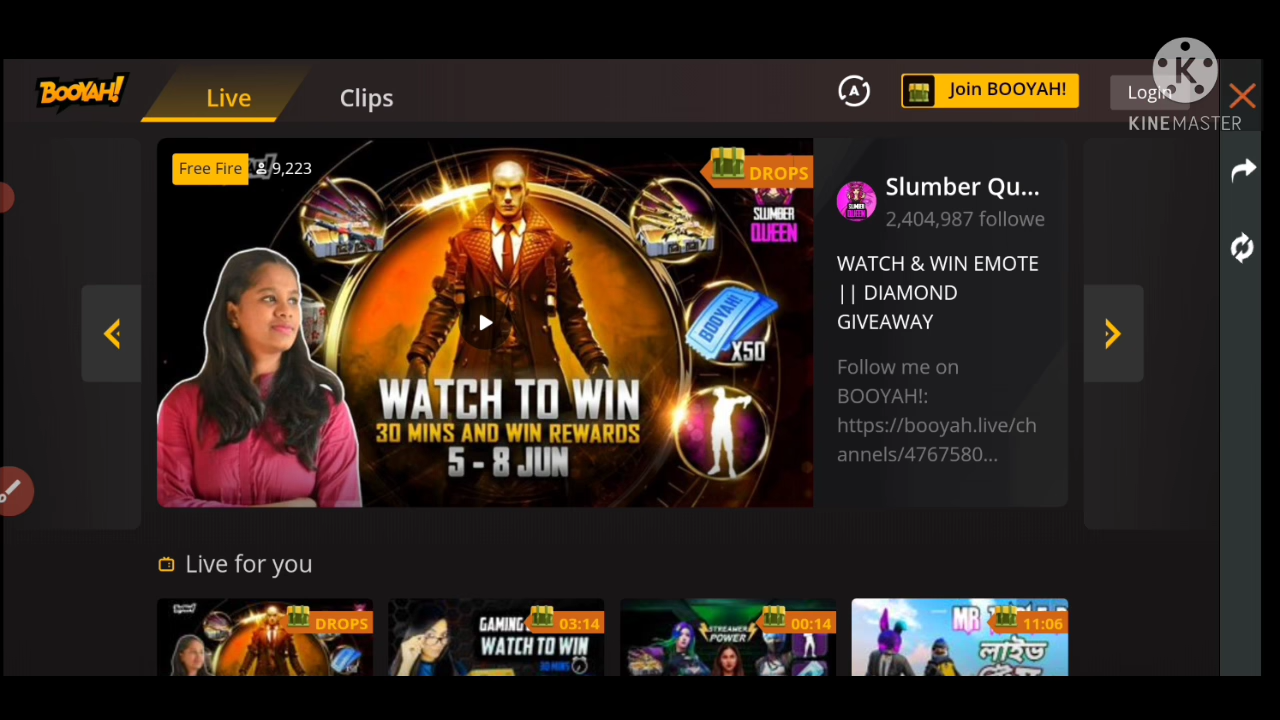 BOOYAH!
Live
Clips
A
Join BOOYAH!
Login
K
KINEMASTER
Free Fire
9,223
DROPS
SLUMBER
QUEEN
Slumber Qu...
2,404,987 followe
WATCH & WIN EMOTE
|| DIAMOND
GIVEAWAY
Follow me on
BOOYAH!:
https://booyah.live/ch
annels/4767580...
BOOYAH!
X50
WATCH TO WIN
30 MINS AND WIN REWARDS
5 - 8 JUN
Live for you
DROPS
GAMING
03:14
WATCH TO WIN
30 MINS
STREAMER
POWER
00:14
MR
11:06
লাইভ